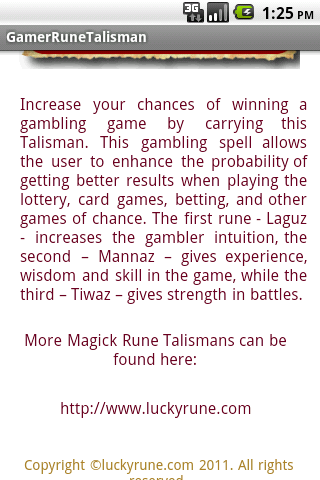 3G 1:25 PM
GamerRuneTalisman
Increase your chances of winning a
gambling game by carrying this
Talisman. This gambling spell allows
the user to enhance the probability of
getting better results when playing the
lottery, card games, betting, and other
games of chance. The first rune - Laguz
- increases the gambler intuition, the
second – Mannaz – gives experience,
wisdom and skill in the game, while the
third – Tiwaz – gives strength in battles.
More Magick Rune Talismans can be
found here:
http://www.luckyrune.com
Copyright ©luckyrune.com 2011. All rights
reserved